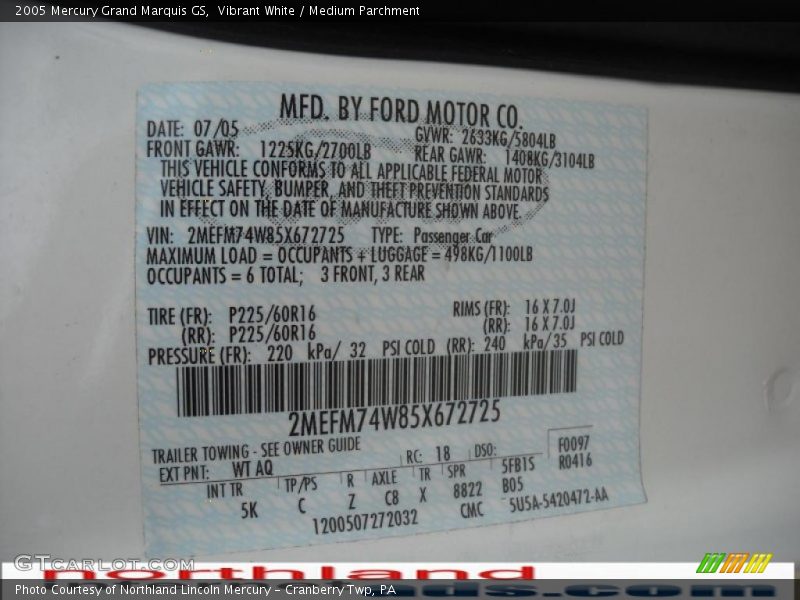 2005 Mercury Grand Marquis GS, Vibrant White / Medium Parchment
MFD. BY FORD MOTOR CO.
DATE: 07/05 GVWR: 2633KG/5804LB
FRONT GAWR: 1225KG/2700LB REAR GAWR: 1408KG/3104LB
THIS VEHICLE CONFORMS TO ALL APPLICABLE FEDERAL MOTOR
VEHICLE SAFETY, BUMPER, AND THEFT PREVENTION STANDARDS
IN EFFECT ON THE DATE OF MANUFACTURE SHOWN ABOVE.
VIN: 2MEFM74W85X672725 TYPE: Passenger Car
MAXIMUM LOAD = OCCUPANTS + LUGGAGE = 498KG/1100LB
OCCUPANTS = 6 TOTAL; 3 FRONT, 3 REAR
TIRE (FR): P225/60R16 RIMS (FR): 16 X 7.0J
(RR): P225/60R16 (RR): 16 X 7.0J
PRESSURE (FR): 220 kPa/ 32 PSI COLD (RR): 240 kPa/35 PSI COLD
2MEFM74W85X672725
TRAILER TOWING - SEE OWNER GUIDE RC: 18 DSO: F0097
EXT PNT: WT AQ R0416
INT TR TP/PS R AXLE TR SPR 5FB15
5K C Z C8 X 8822 B05
1200507272032 CMC 5U5A-5420472-AA
GTCarLot.com
northland
Photo Courtesy of Northland Lincoln Mercury - Cranberry Twp, PA